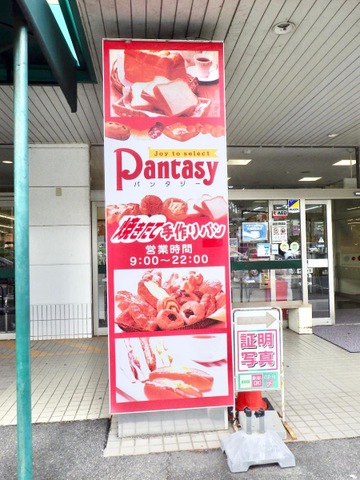 Joy to select
Pantasy
パンタジー
焼きたて手作りパン
営業時間
9:00〜22:00
証明
写真